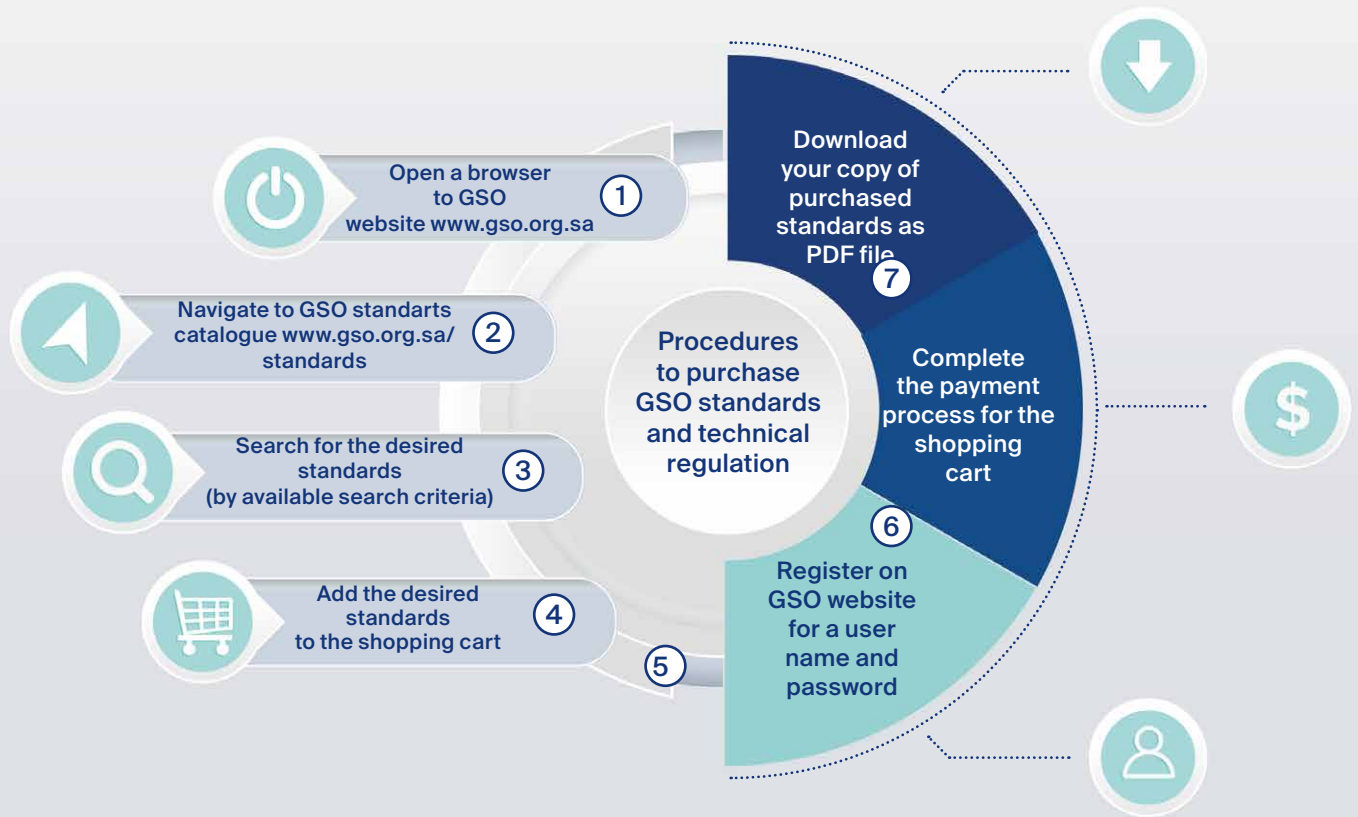 Open a browser
to GSO
website www.gso.org.sa
1
Navigate to GSO standarts
catalogue www.gso.org.sa/
standards
2
Search for the desired
standards
(by available search criteria)
3
Add the desired
standards
to the shopping cart
4
5
Procedures
to purchase
GSO standards
and technical
regulation
Register on
GSO website
for a user
name and
password
6
Complete
the payment
process for the
shopping
cart
7
Download
your copy of
purchased
standards as
PDF file
$